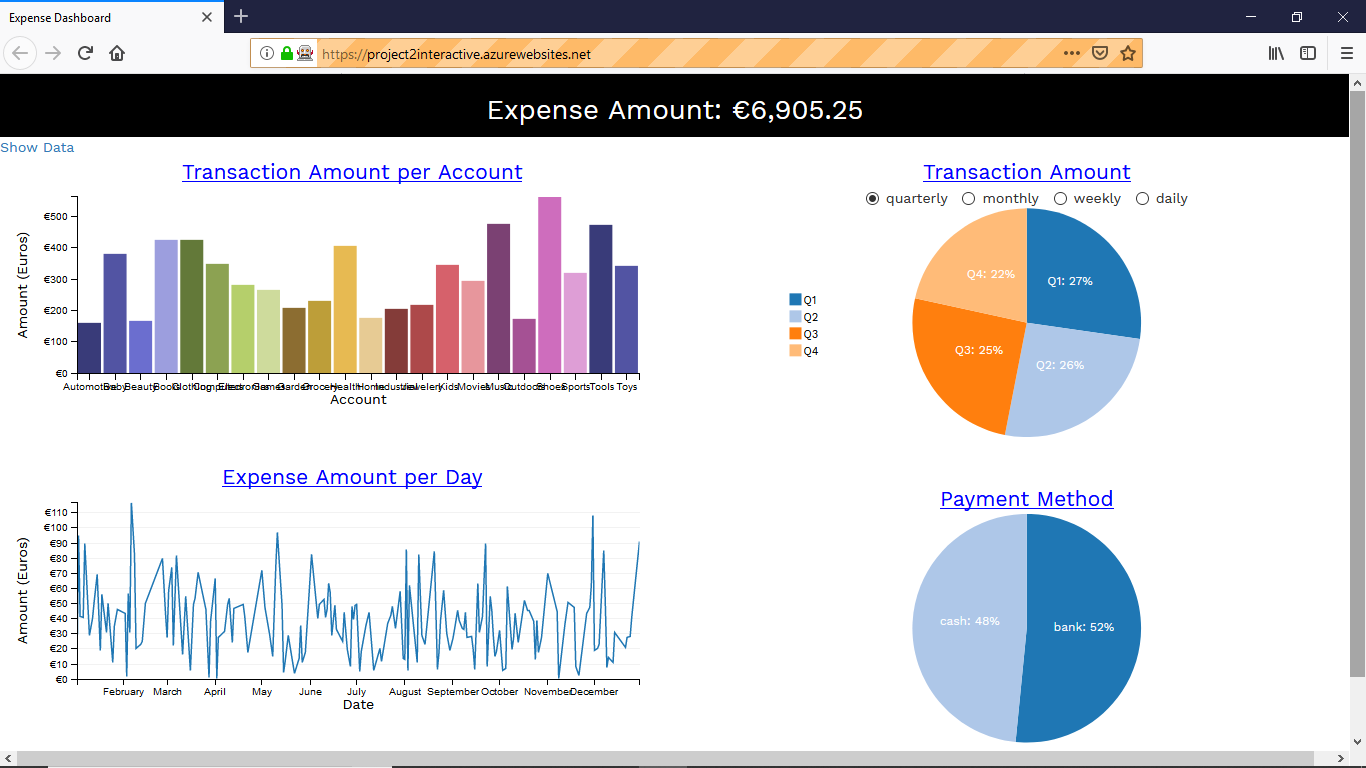 Expense Dashboard
https://project2interactive.azurewebsites.net
Expense Amount: €6,905.25
Show Data
Transaction Amount per Account
€500
€400
€300
€200
€100
€0
Amount (Euros)
Automotive Baby Beauty Books Clothing Computers Electronics Games Garden Grocery Health Home Industrial Jewelery Kids Movies Music Outdoors Shoes Sports Tools Toys
Account
Transaction Amount
quarterly monthly weekly daily
Q1
Q2
Q3
Q4
Q4: 22%
Q1: 27%
Q3: 25%
Q2: 26%
Expense Amount per Day
€110
€100
€90
€80
€70
€60
€50
€40
€30
€20
€10
€0
Amount (Euros)
February March April May June July August September October November December
Date
Payment Method
cash: 48%
bank: 52%